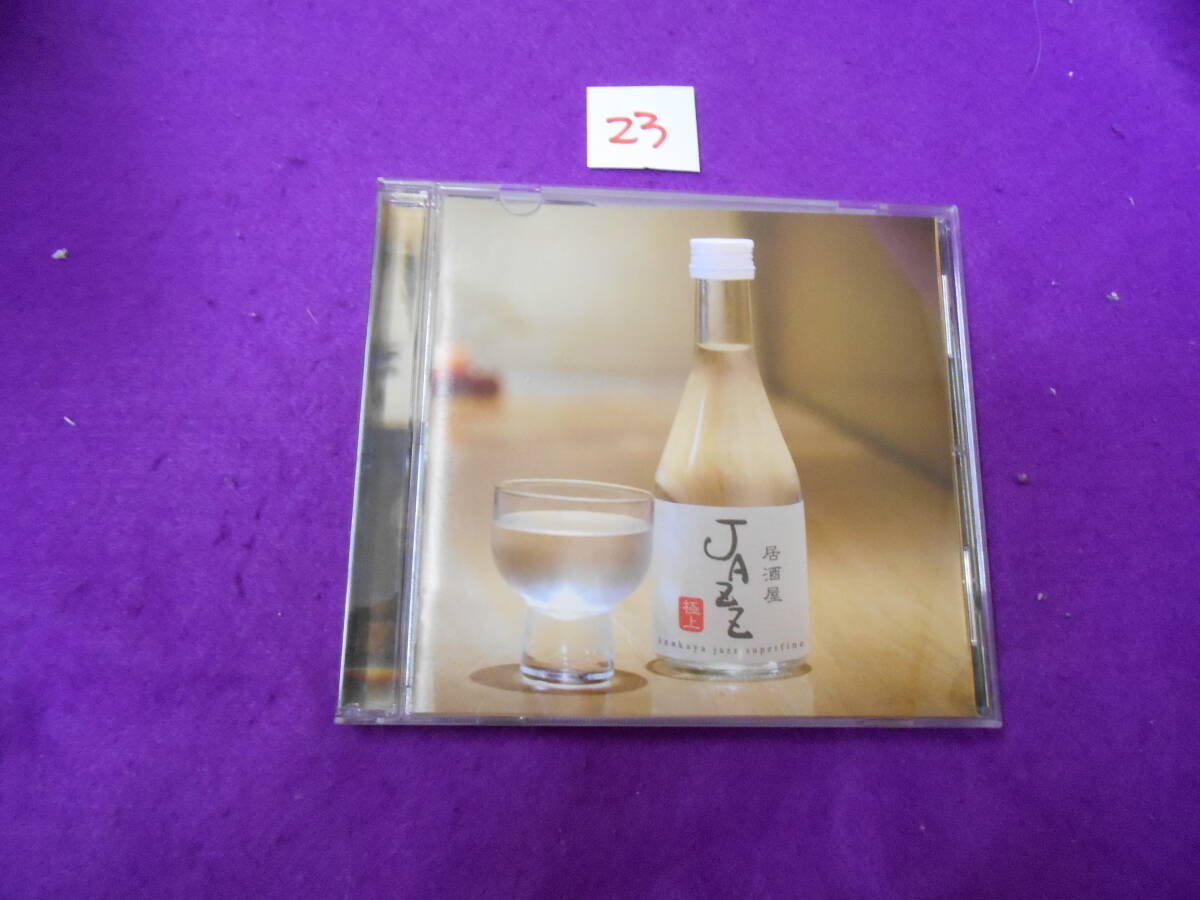 23
居酒屋
JAZZ
極上
izakaya jazz superfine